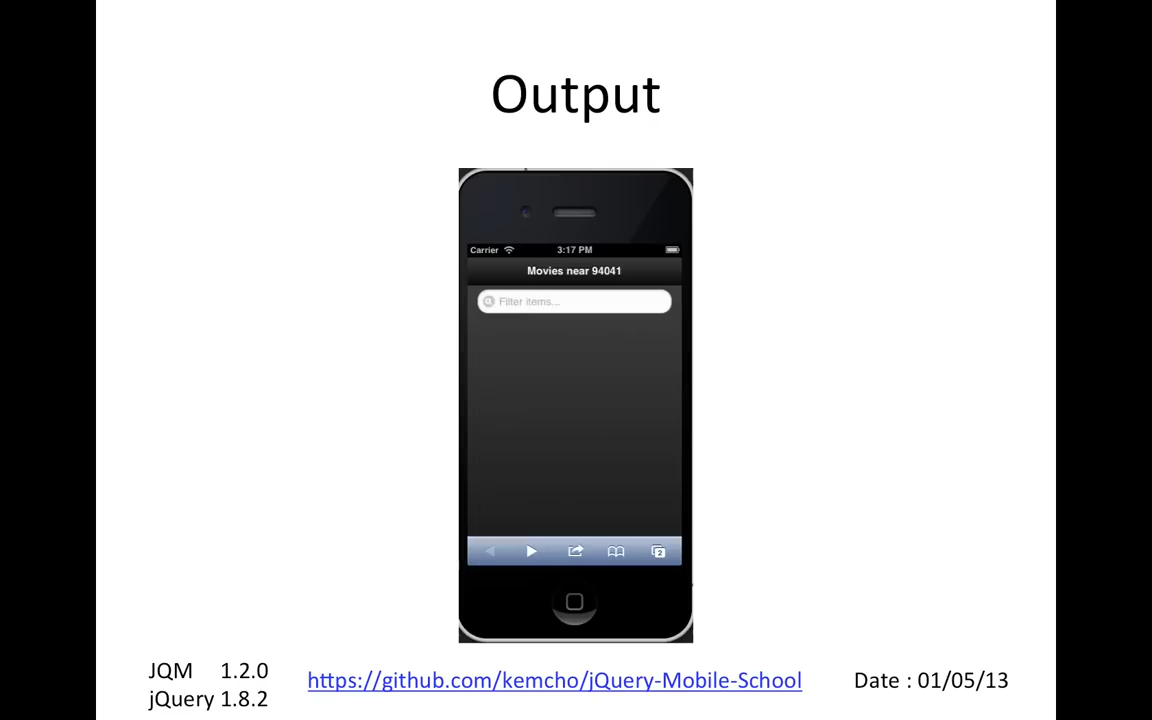 Output
Carrier 3:17 PM
Movies near 94041
Filter items...
2
JQM 1.2.0
jQuery 1.8.2
https://github.com/kemcho/jQuery-Mobile-School
Date : 01/05/13